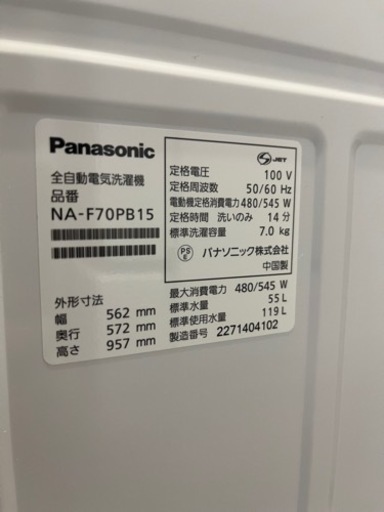 Panasonic
全自動電気洗濯機
品番
NA-F70PB15
外形寸法
幅 562 mm
奥行 572 mm
高さ 957 mm
S JET
定格電圧 100 V
定格周波数 50/60 Hz
電動機定格消費電力 480/545 W
定格時間 洗いのみ 14 分
標準洗濯容量 7.0 kg
PS E パナソニック株式会社
中国製
最大消費電力 480/545 W
標準水量 55 L
標準使用水量 119 L
製造番号 2271404102